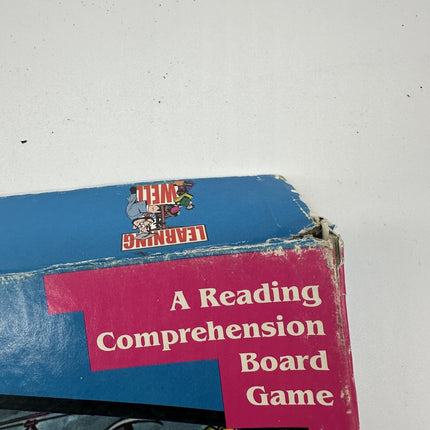 LEARNING
WELL
A Reading
Comprehension
Board
Game